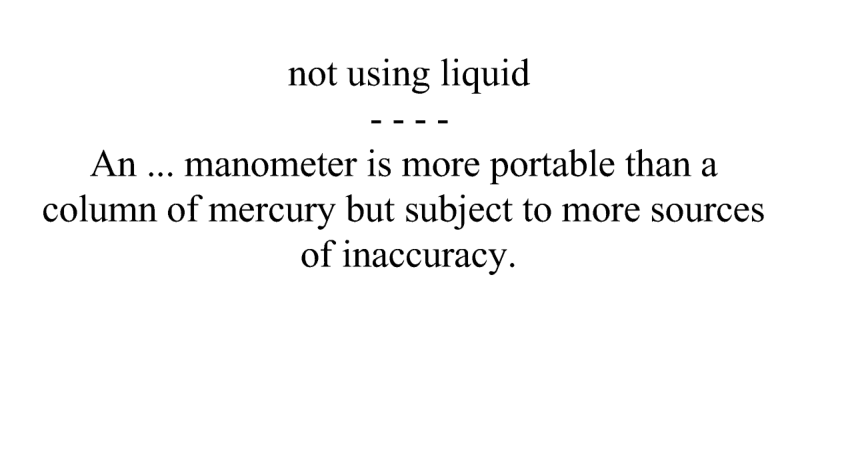 not using liquid
- - - -
An ... manometer is more portable than a
column of mercury but subject to more sources
of inaccuracy.